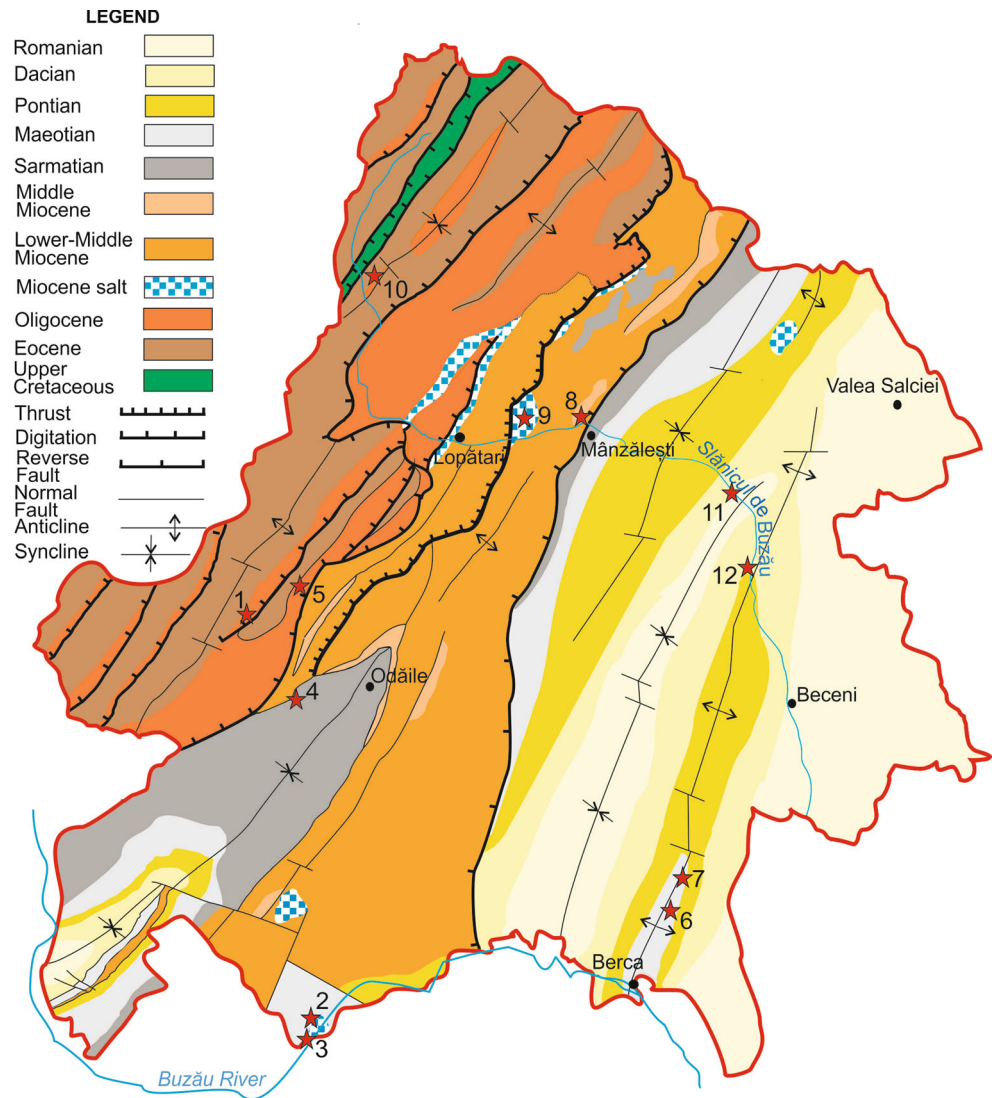 LEGEND
Romanian
Dacian
Pontian
Maeotian
Sarmatian
Middle
Miocene
Lower-Middle
Miocene
Miocene salt
Oligocene
Eocene
Upper
Cretaceous
Thrust
Digitation
Reverse
Fault
Normal
Fault
Anticline
Syncline
10
Valea Salciei
9
8
Lopătari
Mânzălești
Slănicul de
Buzău
11
12
5
1
4
Odăile
Beceni
7
6
Berca
2
3
Buzău River